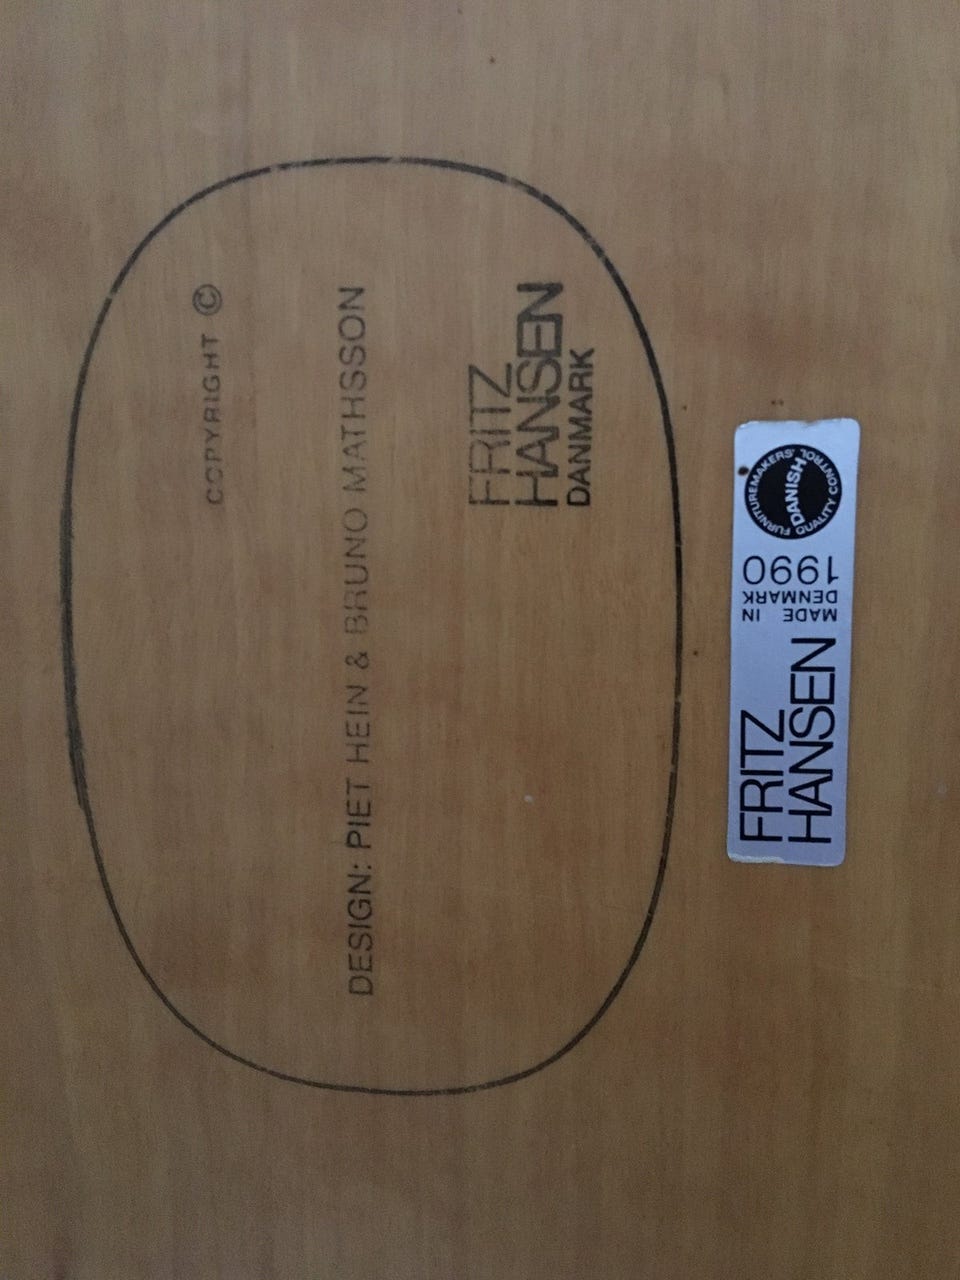 COPYRIGHT ©
DESIGN: PIET HEIN & BRUNO MATHSSON
FRITZ
HANSEN
DANMARK
FRITZ
HANSEN
MADE IN
DENMARK
1990
FURNITUREMAKERS'
DANISH
QUALITY CONTROL